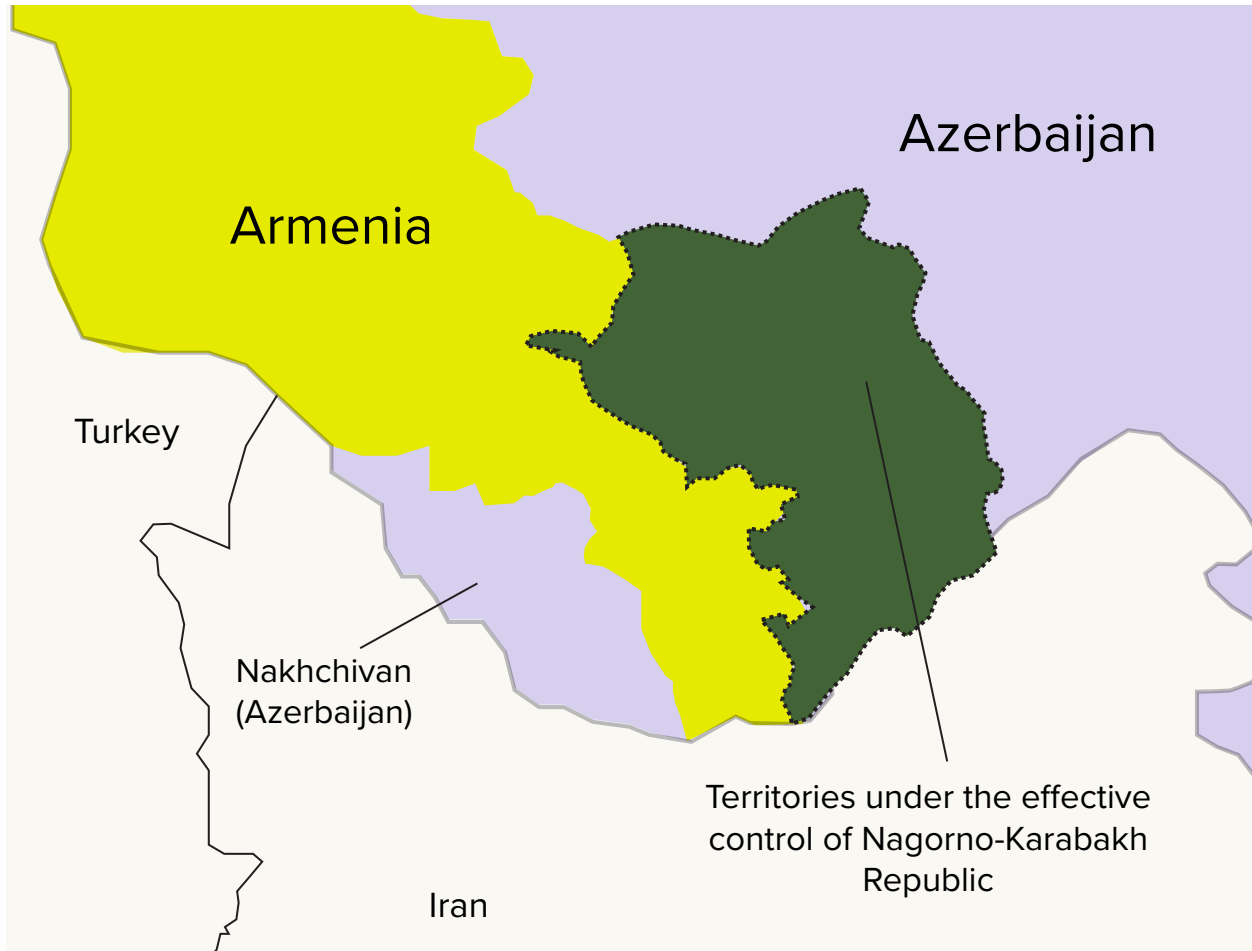 Azerbaijan
Armenia
Turkey
Nakhchivan
(Azerbaijan)
Territories under the effective
control of Nagorno-Karabakh
Republic
Iran